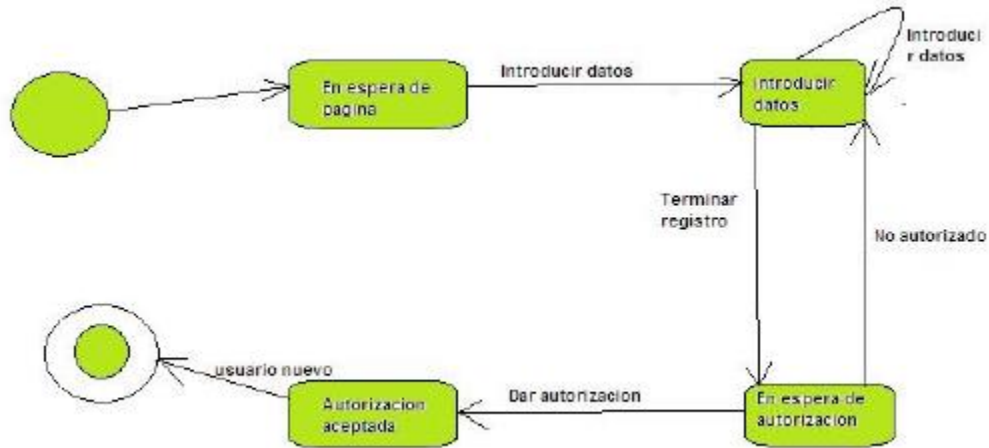 En espera de
pagina
Introducir datos
Introducir
datos
Introduci
r datos
Terminar
registro
No autorizado
usuario nuevo
Autorizacion
aceptada
Dar autorizacion
En espera de
autorizacion